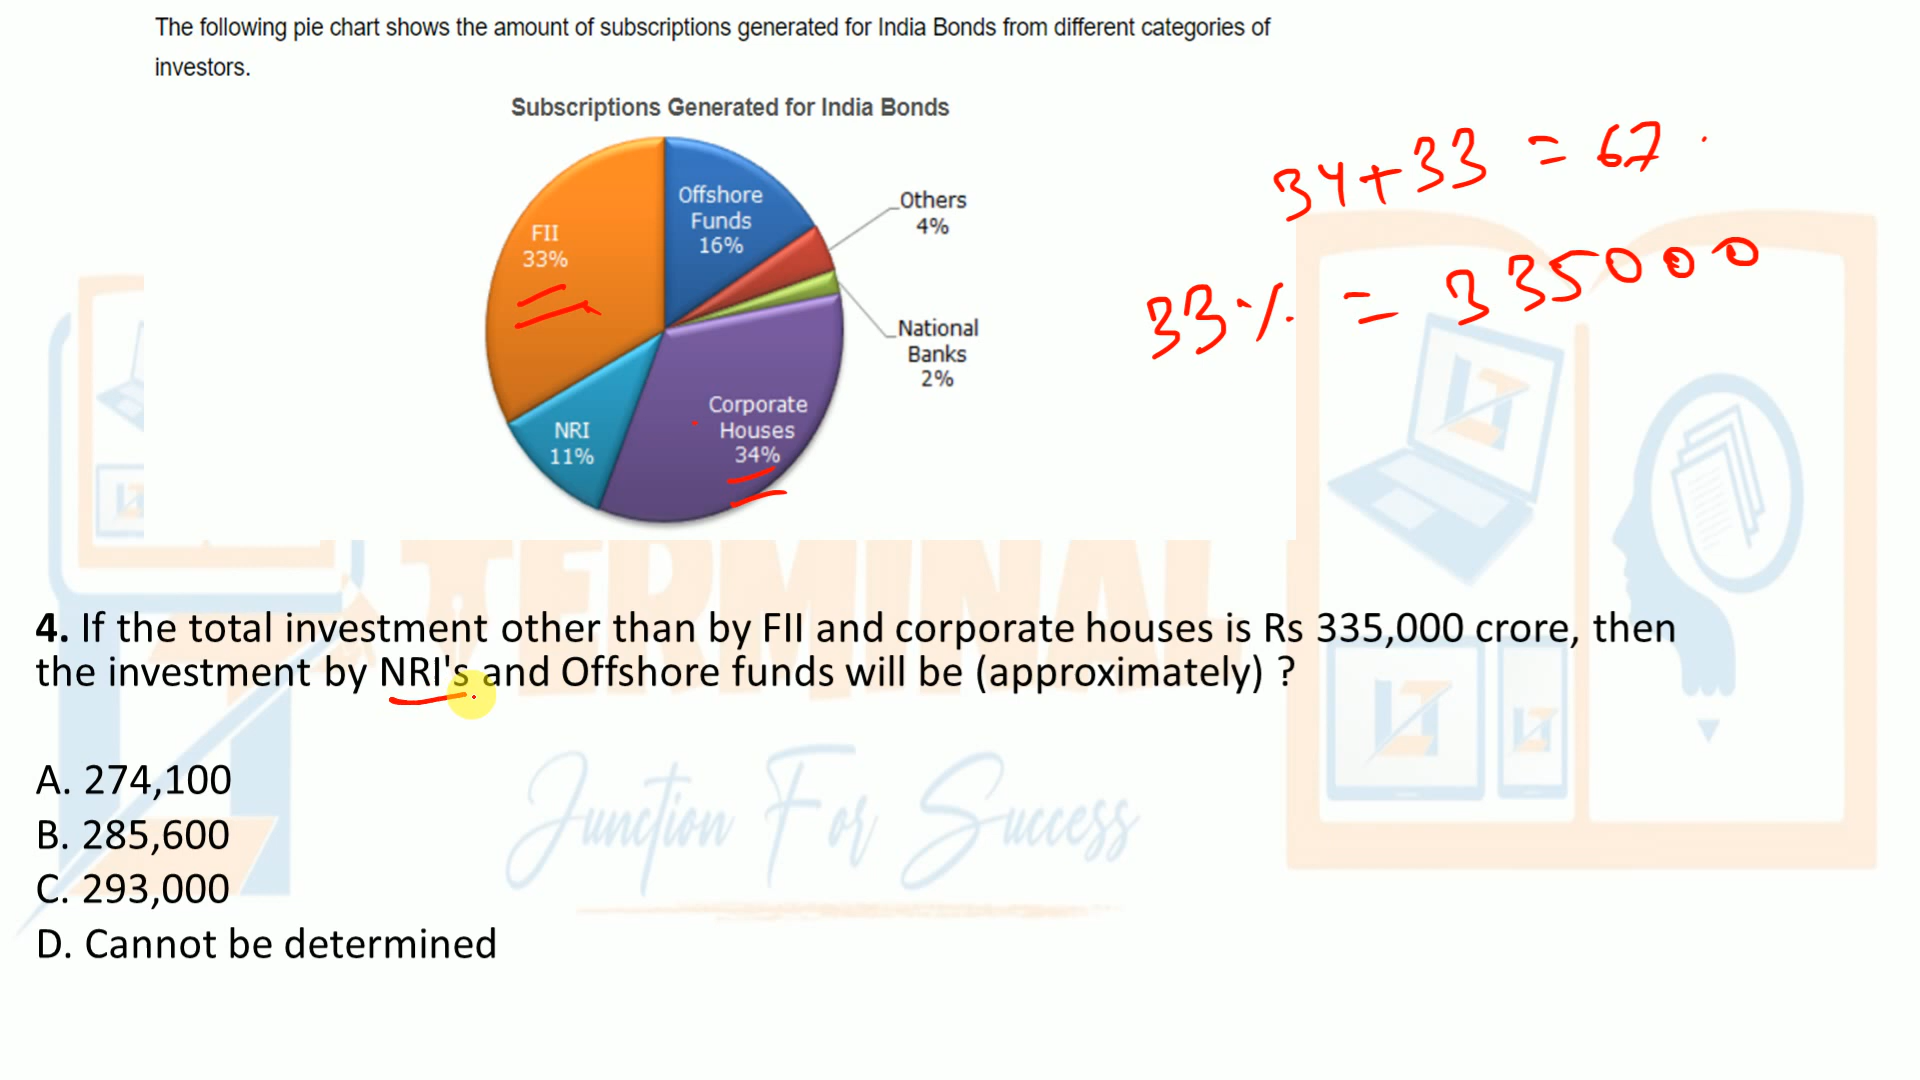 The following pie chart shows the amount of subscriptions generated for India Bonds from different categories of
investors.
Subscriptions Generated for India Bonds
34+33 = 67
33% = 335000
Offshore
Funds
16%
Others
4%
FII
33%
National
Banks
2%
Corporate
Houses
34%
NRI
11%
TERMINAL
4. If the total investment other than by FII and corporate houses is Rs 335,000 crore, then
the investment by NRI's and Offshore funds will be (approximately) ?
Junction For Success
A. 274,100
B. 285,600
C. 293,000
D. Cannot be determined